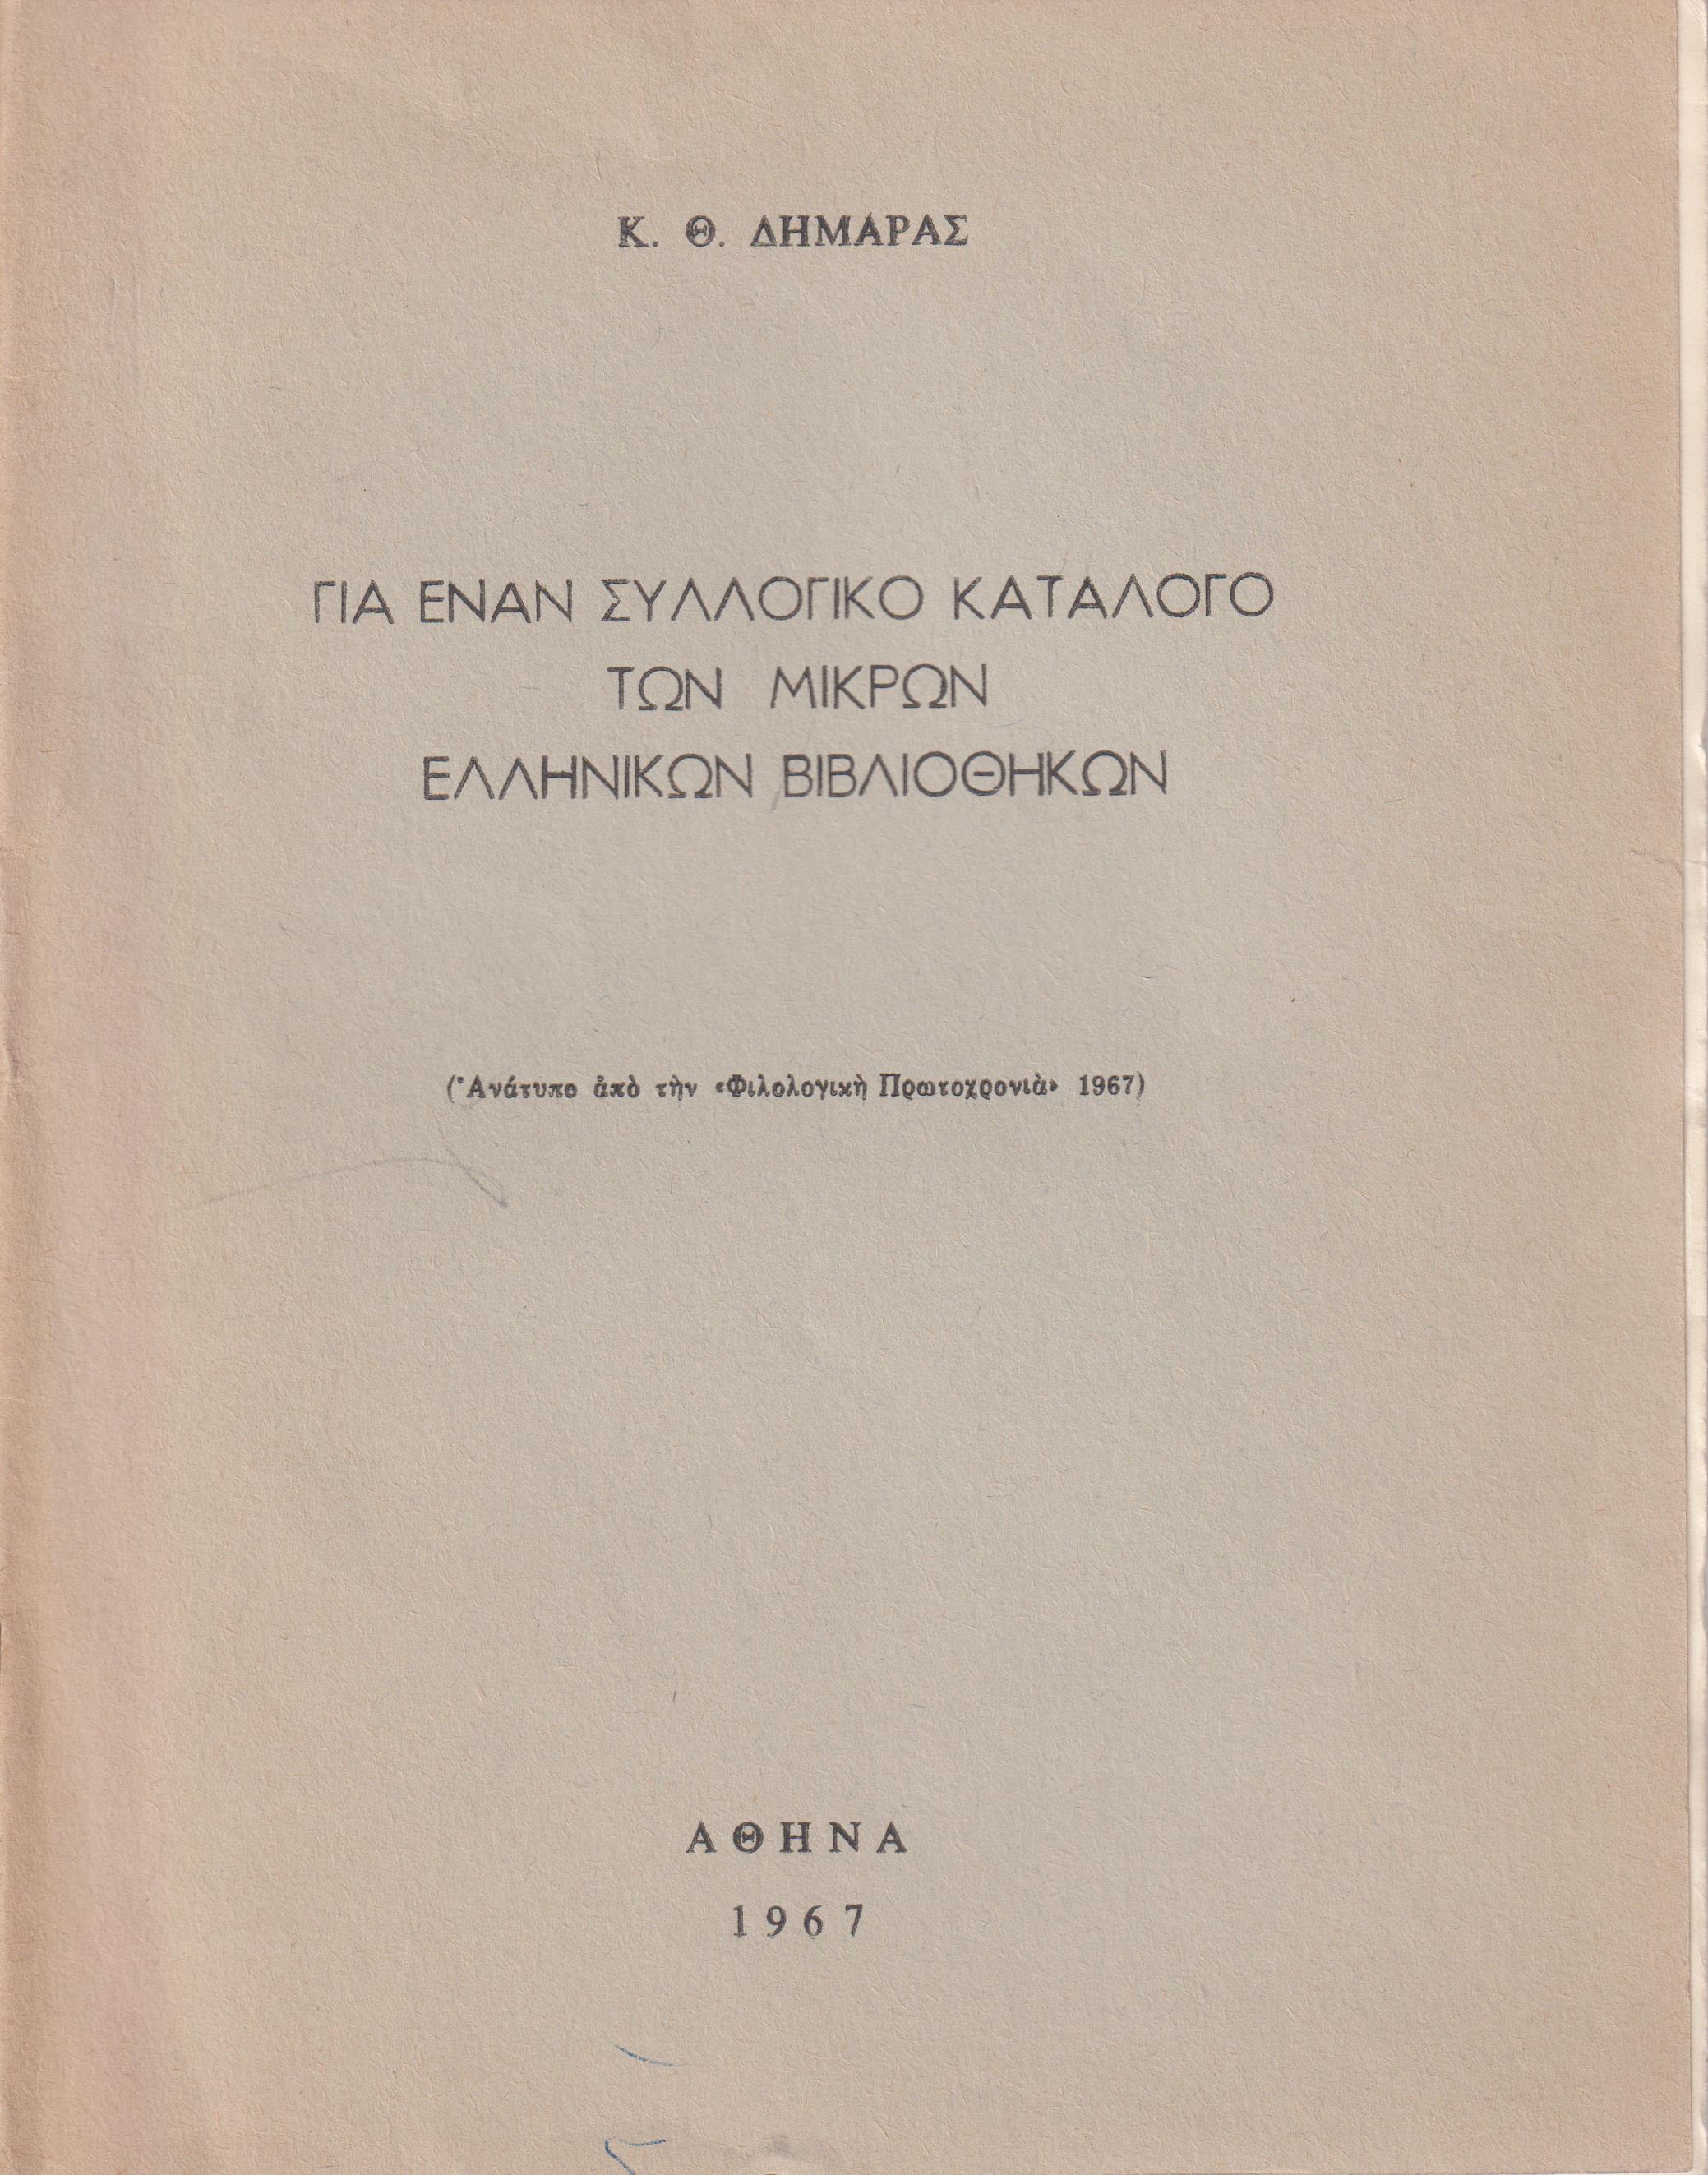 Κ. Θ. ΔΗΜΑΡΑΣ
ΓΙΑ ΕΝΑΝ ΣΥΛΛΟΓΙΚΟ ΚΑΤΑΛΟΓΟ
ΤΩΝ ΜΙΚΡΩΝ
ΕΛΛΗΝΙΚΩΝ ΒΙΒΛΙΟΘΗΚΩΝ
(Ἀνάτυπο ἀπὸ τὴν «Φιλολογικὴ Πρωτοχρονιὰ» 1967)
ΑΘΗΝΑ
1967